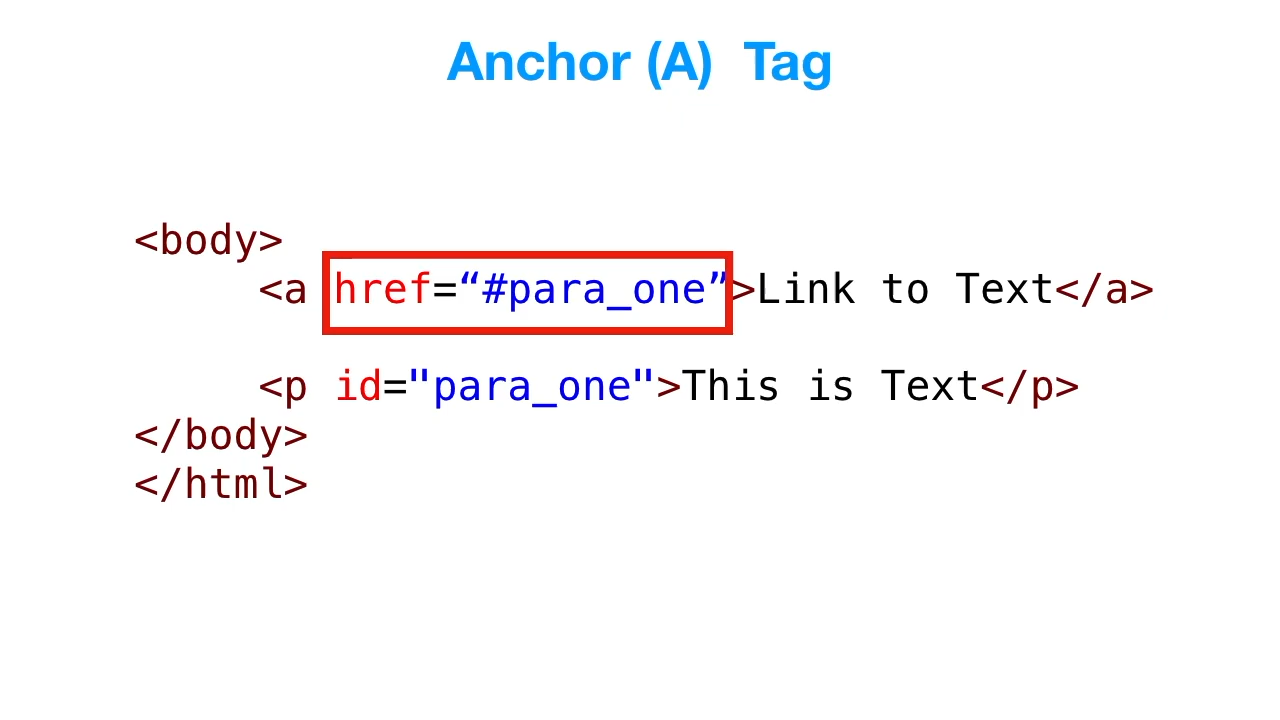 Anchor (A)  Tag
<body>
<a href=“#para_one”>Link to Text</a>
<p id="para_one">This is Text</p>
</body>
</html>